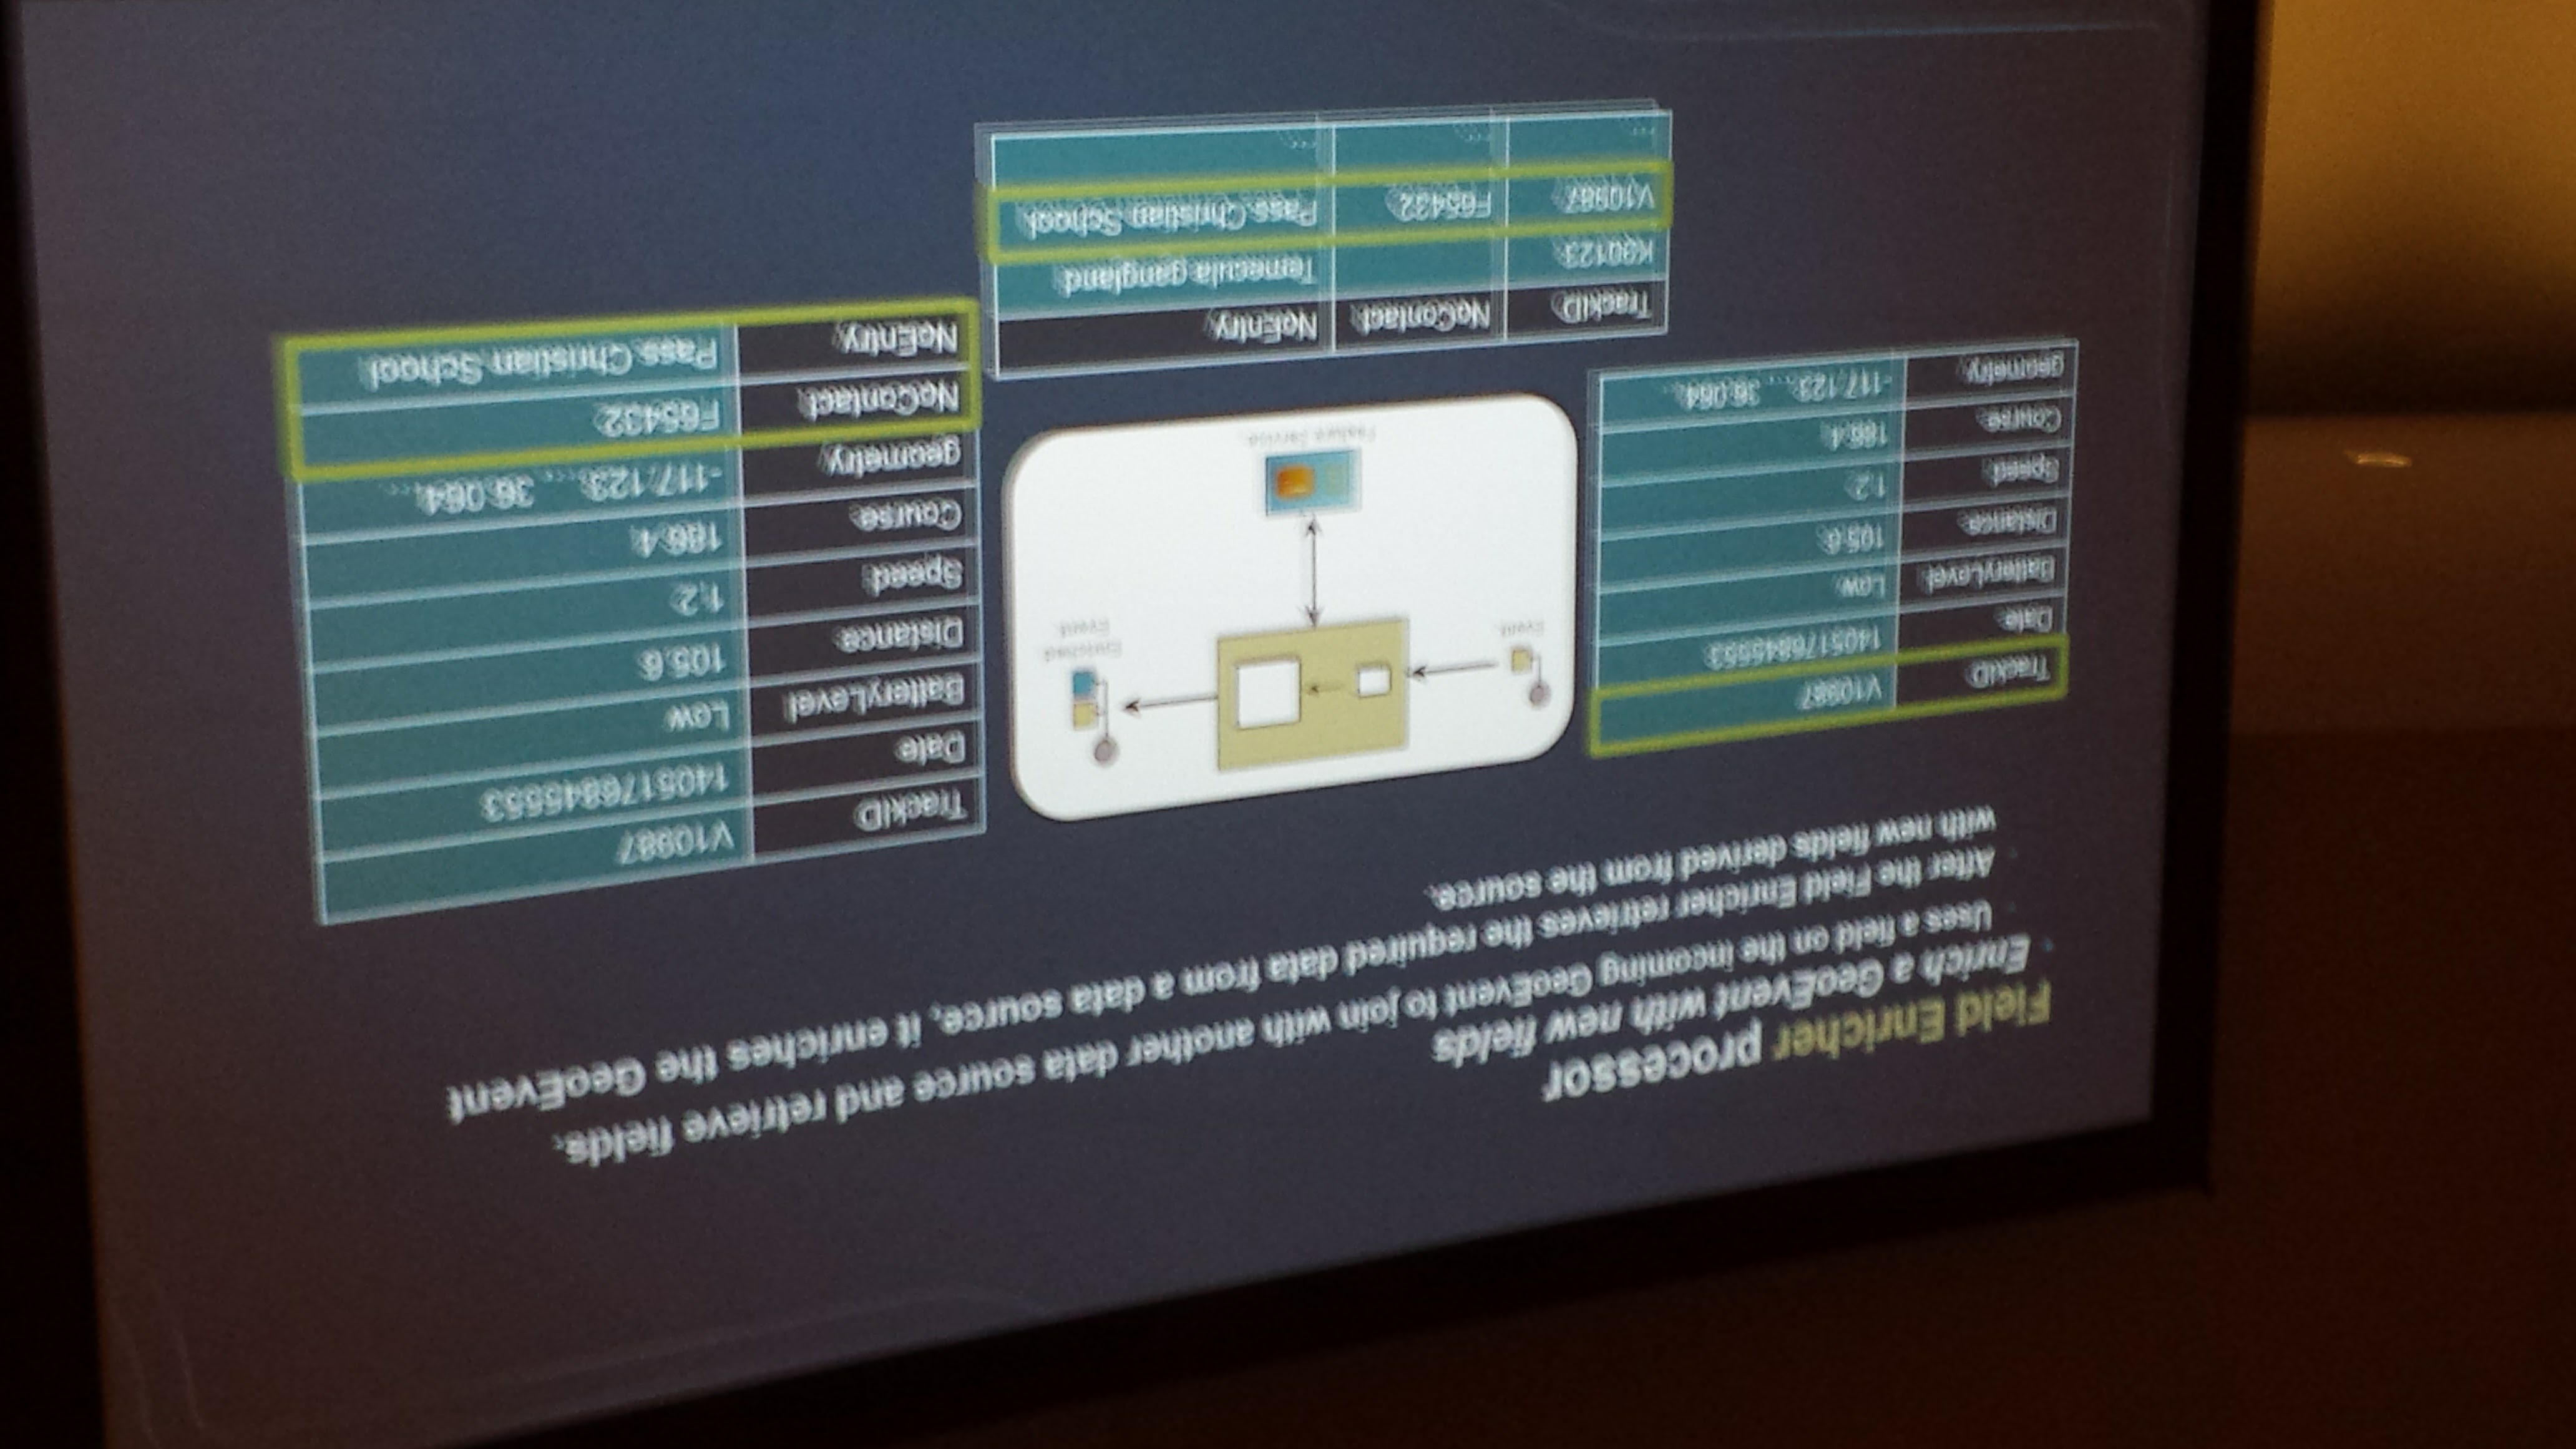 Field Enricher processor
Enrich a GeoEvent with new fields
Uses a field on the incoming GeoEvent to join with another data source and retrieve fields.
After the Field Enricher retrieves the required data from a data source, it enriches the GeoEvent
with new fields derived from the source.
TrackID V10987
Date 1405176845553
BatteryLevel Low
Distance 105.6
Speed 1.2
Course 186.4
geometry -117.123... 36.064...
Event
Enriched
Event
Feature Service
TrackID NoContact NoEntry
K90123 Temecula gangland
V10987 F65432 Pass Christian School
... ... ...
TrackID V10987
Date 1405176845553
BatteryLevel Low
Distance 105.6
Speed 1.2
Course 186.4
geometry -117.123... 36.064...
NoContact F65432
NoEntry Pass Christian School